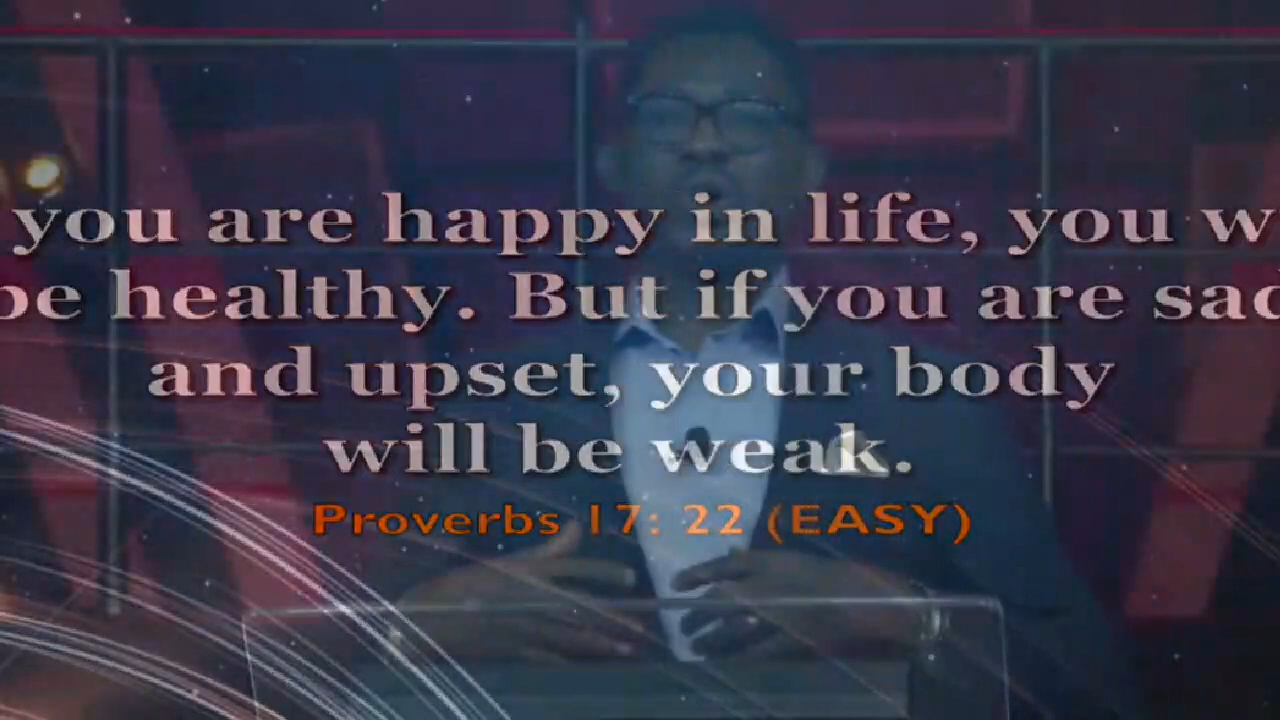 you are happy in life, you w
be healthy. But if you are sad
and upset, your body
will be weak.
Proverbs 17: 22 (EASY)